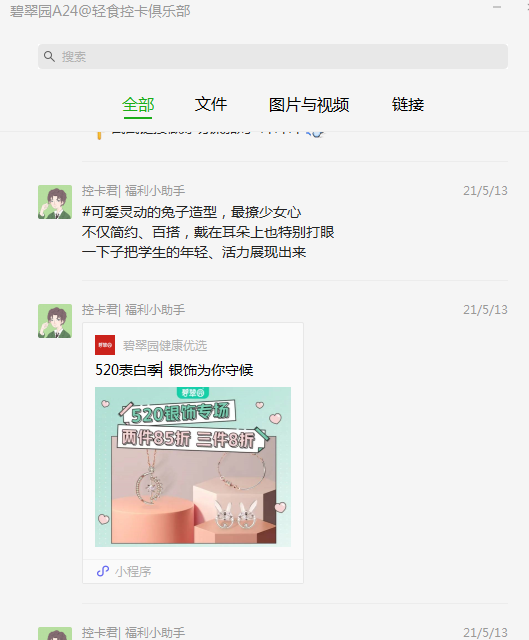 碧翠园A24@轻食控卡俱乐部
搜索
全部 文件 图片与视频 链接
控卡君| 福利小助手 21/5/13
#可爱灵动的兔子造型，最撩少女心
不仅简约、百搭，戴在耳朵上也特别打眼
一下子把学生的年轻、活力展现出来
控卡君| 福利小助手 21/5/13
碧翠园健康优选
520表白季| 银饰为你守候
碧翠园
520银饰专场
两件85折 三件8折
小程序
控卡君| 福利小助手 21/5/13